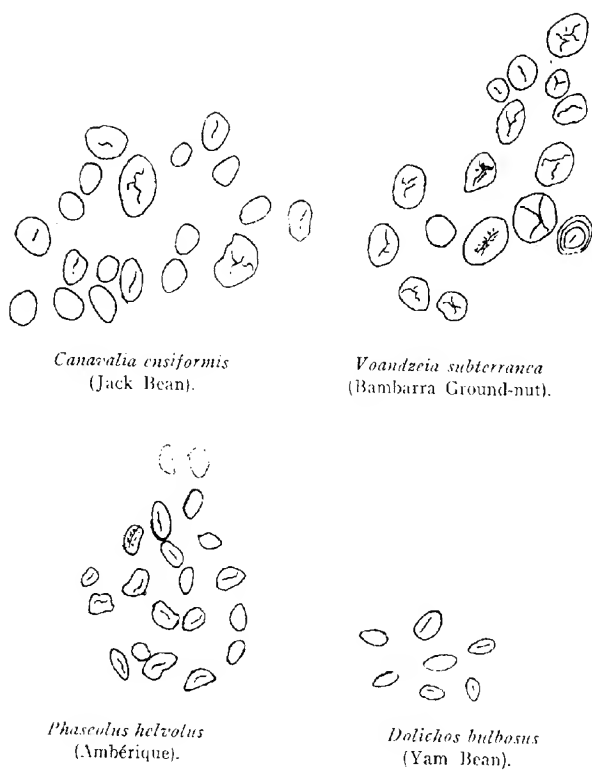 Canavalia ensiformis
(Jack Bean).
Voandzeia subterranea
(Bambarra Ground-nut).
Phaseolus helvolus
(Ambérique).
Dolichos bulbosus
(Yam Bean).